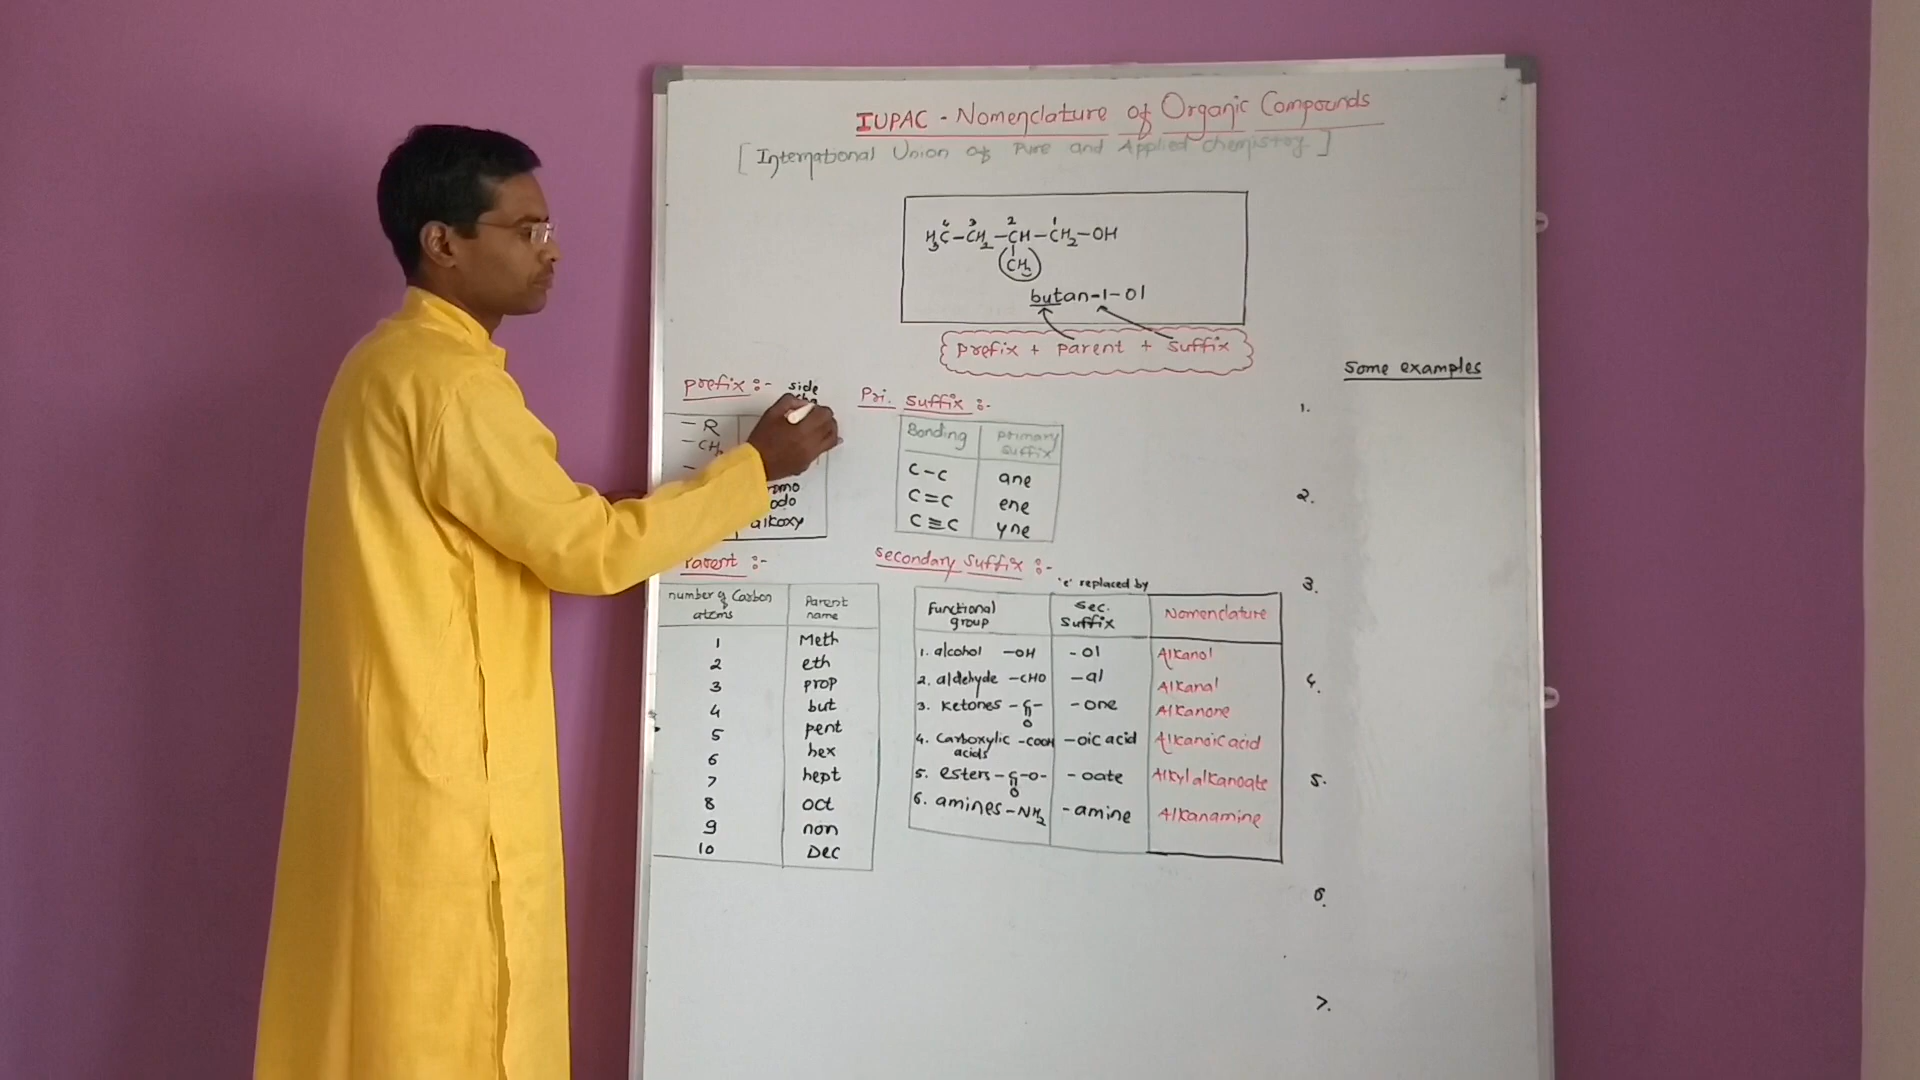 IUPAC - Nomenclature of Organic Compounds
[International Union of Pure and Applied Chemistry]
4 3 2 1
H3C-CH2-CH-CH2-OH
CH3
butan-1-ol
Prefix + Parent + Suffix
Some examples
Prefix :- side
Pri. Suffix :-
- R
- CH3
-
omo
odo
alkoxy
Bonding Primary Suffix
C-C ane
C=C ene
C≡C yne
Parent :-
number of Carbon atoms Parent name
1 Meth
2 eth
3 prop
4 but
5 pent
6 hex
7 hept
8 oct
9 non
10 Dec
Secondary Suffix :-
'e' replaced by
Functional group Sec. Suffix Nomenclature
1. alcohol -OH -ol Alkanol
2. aldehyde -CHO -al Alkanal
3. Ketones -C- -one Alkanone
O
4. Carboxylic -COOH -oic acid Alkanoic acid
acids
5. esters -C-O- -oate Alkyl alkanoate
O
6. amines -NH2 -amine Alkanamine
1.
2.
3.
4.
5.
6.
7.